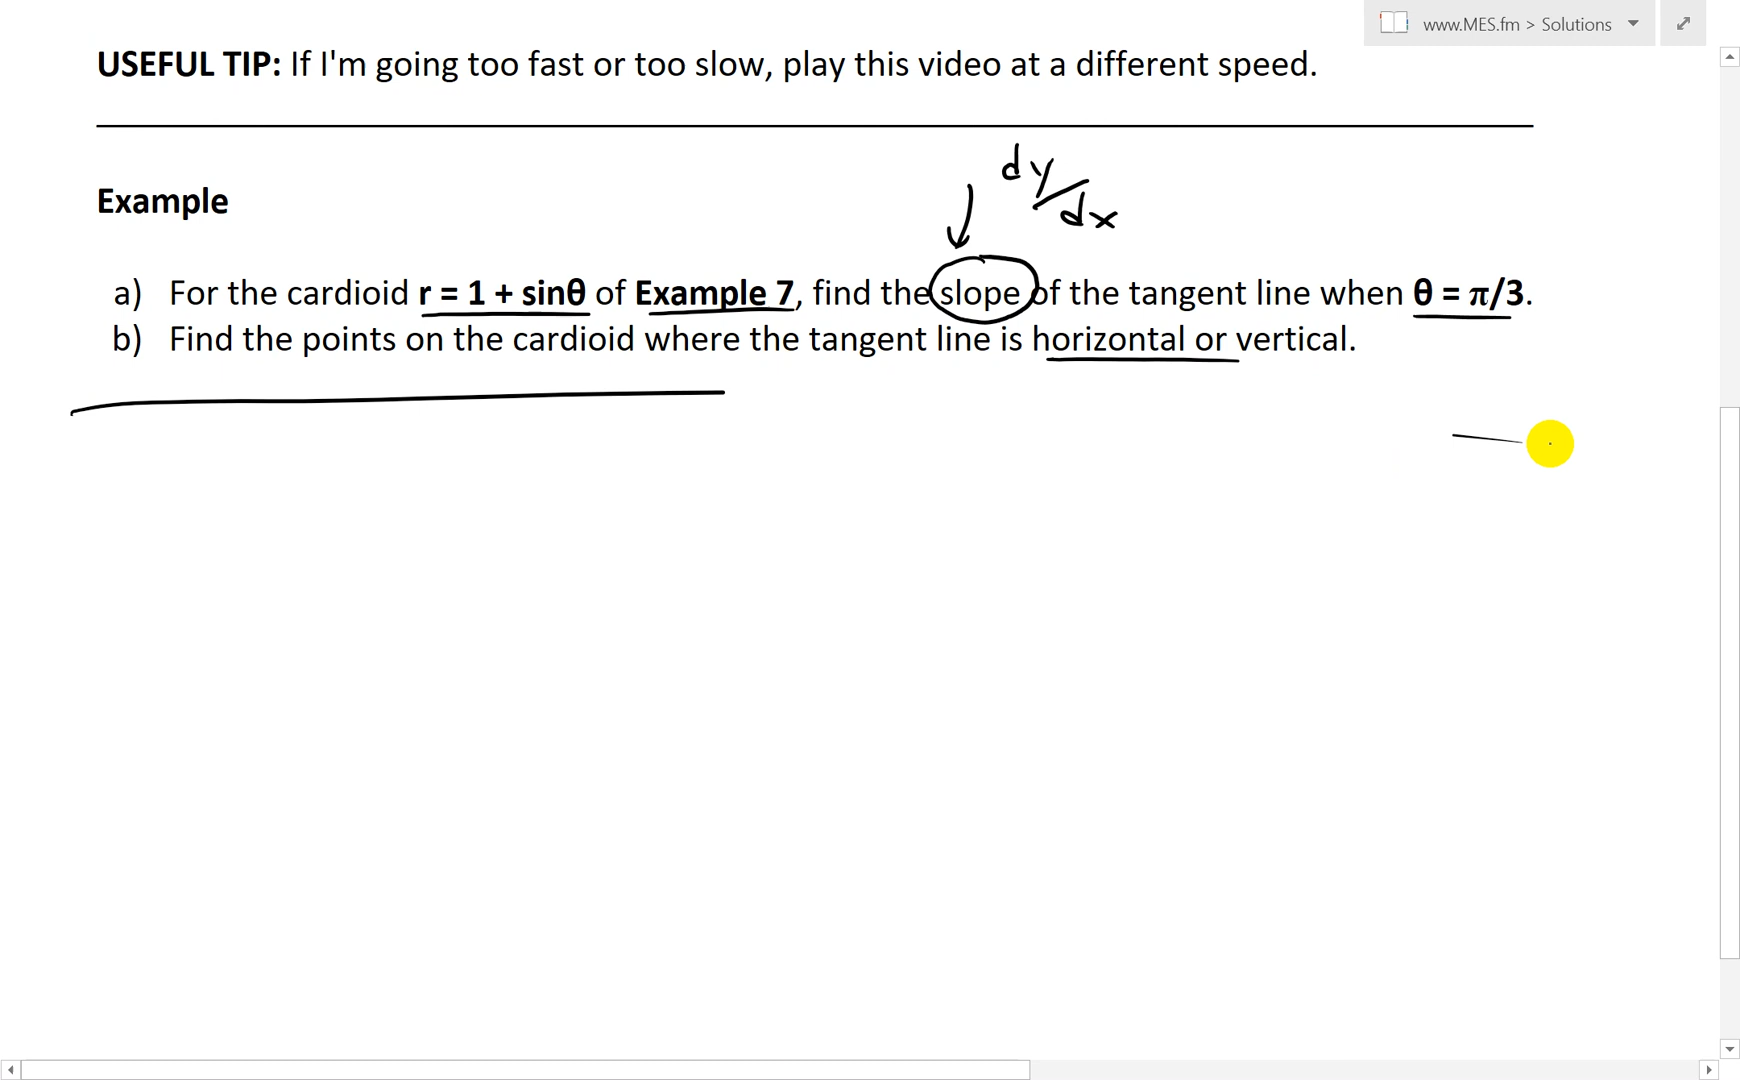 www.MES.fm > Solutions
USEFUL TIP: If I'm going too fast or too slow, play this video at a different speed.
dy/dx
Example
a) For the cardioid r = 1 + sinθ of Example 7, find the slope of the tangent line when θ = π/3.
b) Find the points on the cardioid where the tangent line is horizontal or vertical.